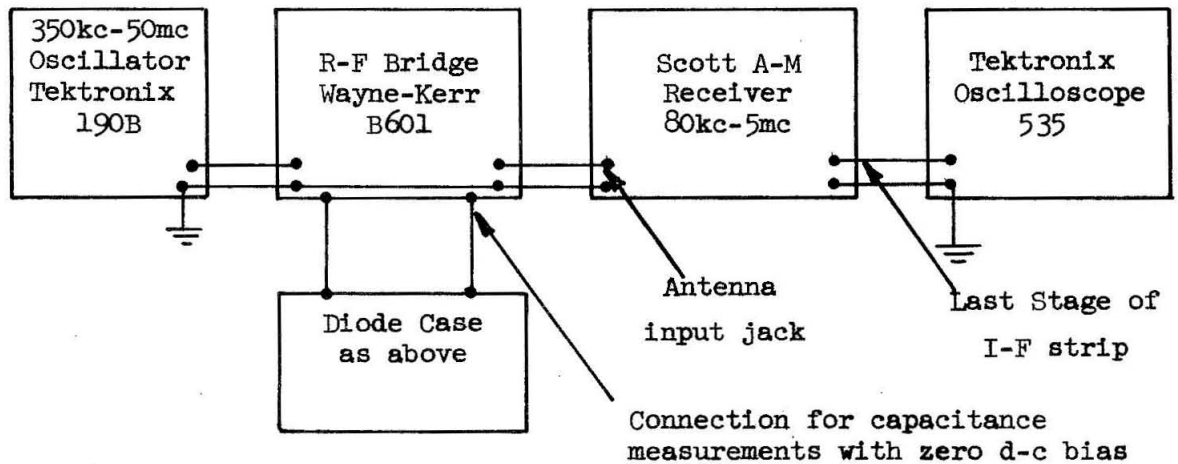 350kc-50mc
Oscillator
Tektronix
190B
R-F Bridge
Wayne-Kerr
B601
Scott A-M
Receiver
80kc-5mc
Tektronix
Oscilloscope
535
Diode Case
as above
Antenna
input jack
Last Stage of
I-F strip
Connection for capacitance
measurements with zero d-c bias